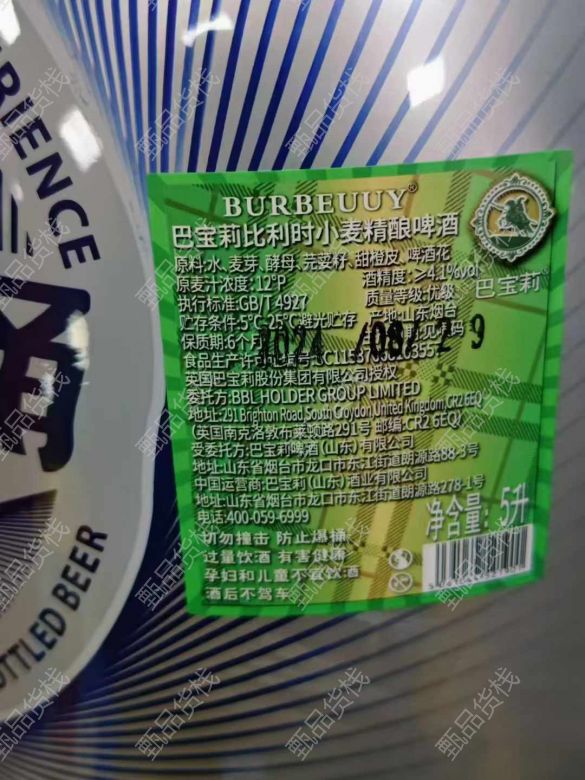 RIENCE
OTTLED BEER
BURBEUUY®
巴宝莉比利时小麦精酿啤酒
原料:水、麦芽、酵母、芫荽籽、甜橙皮、啤酒花
原麦汁浓度:12°P 酒精度:≥4.1%vol
执行标准:GB/T 4927 质量等级:优级
贮存条件:5℃-25℃避光贮存 产地:山东烟台
保质期:6个月
2024/08/29
食品生产许
英国巴宝莉股份集团有限公司授权
委托方:BBL HOLDER GROUP LIMITED
地址:291 Brighton Road, South Croydon,United Kingdom,CR2 6EQ
(英国南克洛敦布莱顿路291号 邮编:CR2 6EQ)
受委托方:巴宝莉啤酒(山东)有限公司
地址:山东省烟台市龙口市东江街道朗源路88-3号
中国运营商:巴宝莉(山东)酒业有限公司
地址:山东省烟台市龙口市东江街道朗源路278-1号
电话:400-059-6999
净含量:5升
切勿撞击 防止爆桶
过量饮酒 有害健康
孕妇和儿童不宜饮酒
酒后不驾车
巴宝莉®
甄品货栈